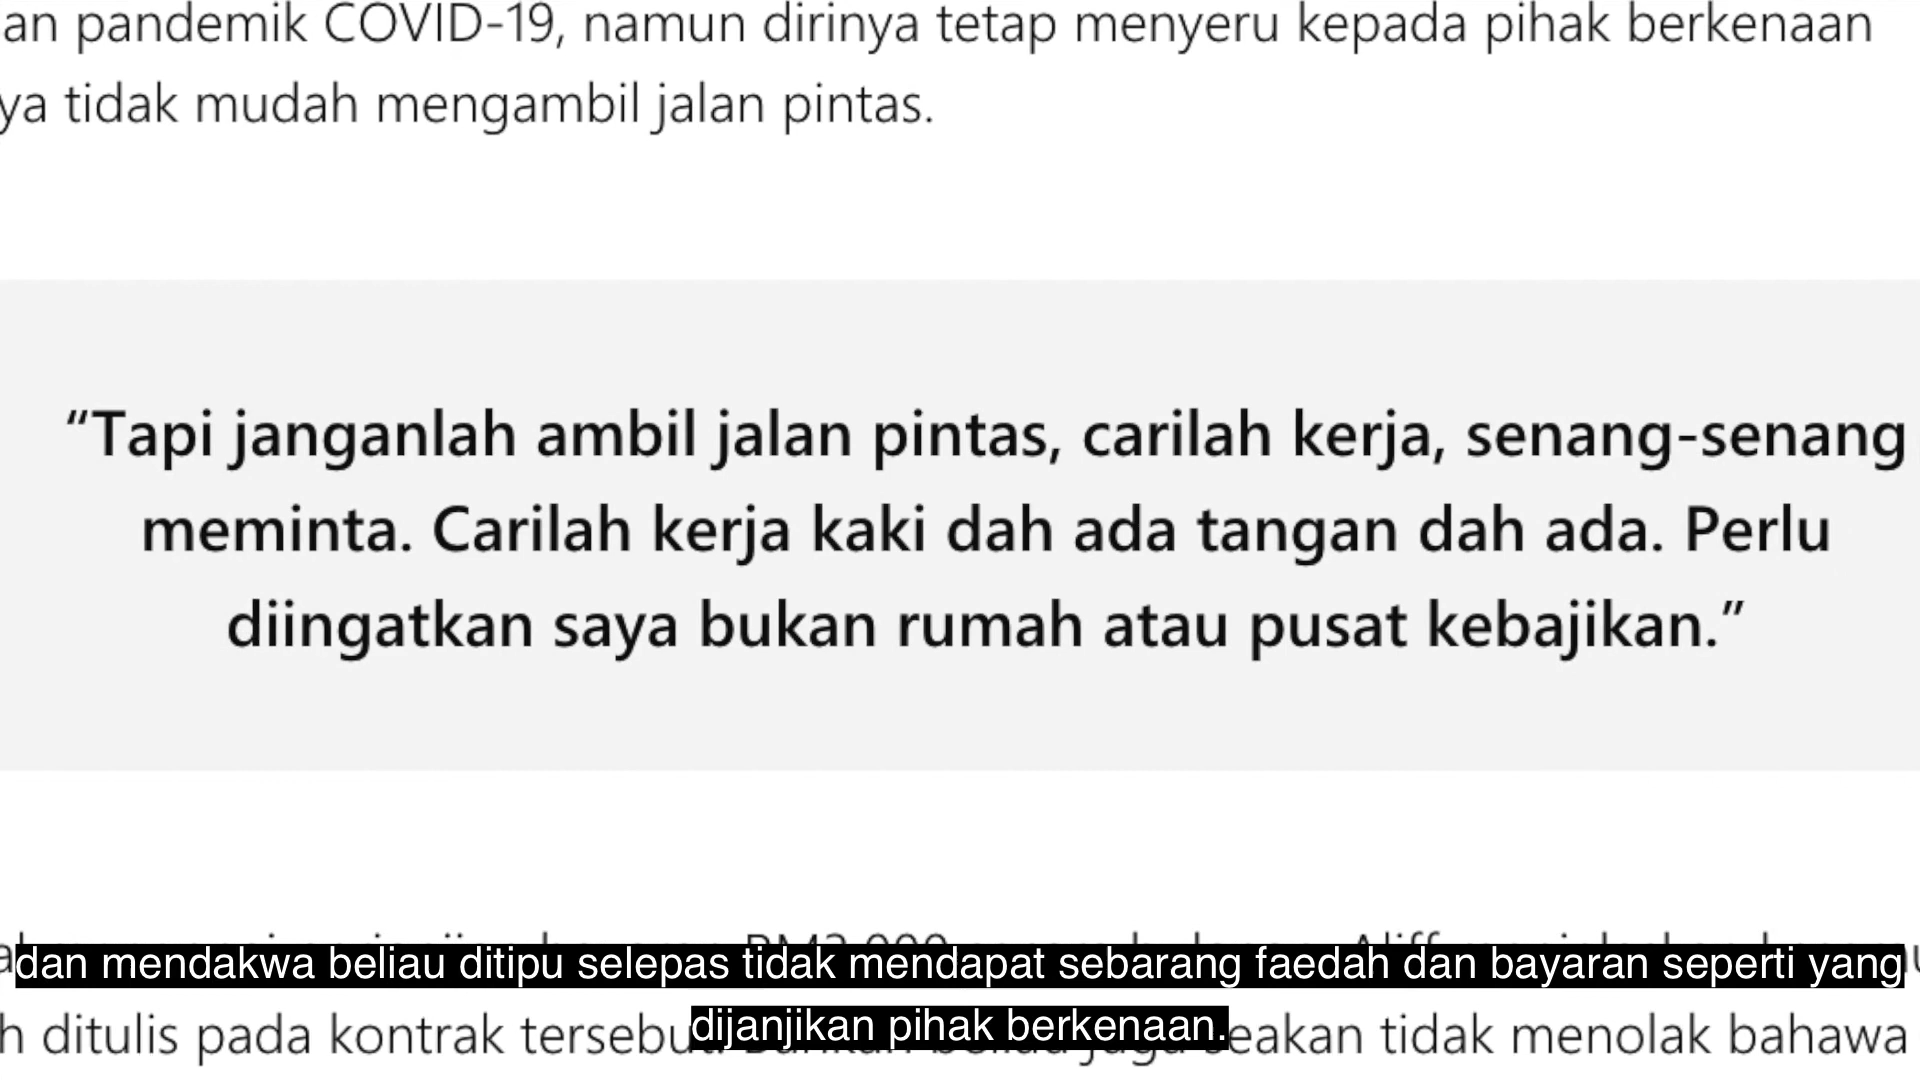 an pandemik COVID-19, namun dirinya tetap menyeru kepada pihak berkenaan
ya tidak mudah mengambil jalan pintas.
“Tapi janganlah ambil jalan pintas, carilah kerja, senang-senang
meminta. Carilah kerja kaki dah ada tangan dah ada. Perlu
diingatkan saya bukan rumah atau pusat kebajikan.”
dan mendakwa beliau ditipu selepas tidak mendapat sebarang faedah dan bayaran seperti yang
dijanjikan pihak berkenaan.
h ditulis pada kontrak tersebut. eakan tidak menolak bahawa